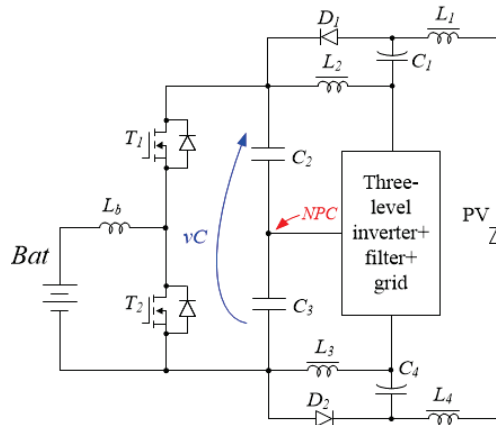 D1
L1
L2
C1
T1
C2
Three-
level
inverter+
filter+
grid
NPC
PV
Lb
vC
Bat
T2
C3
L3
C4
D2
L4